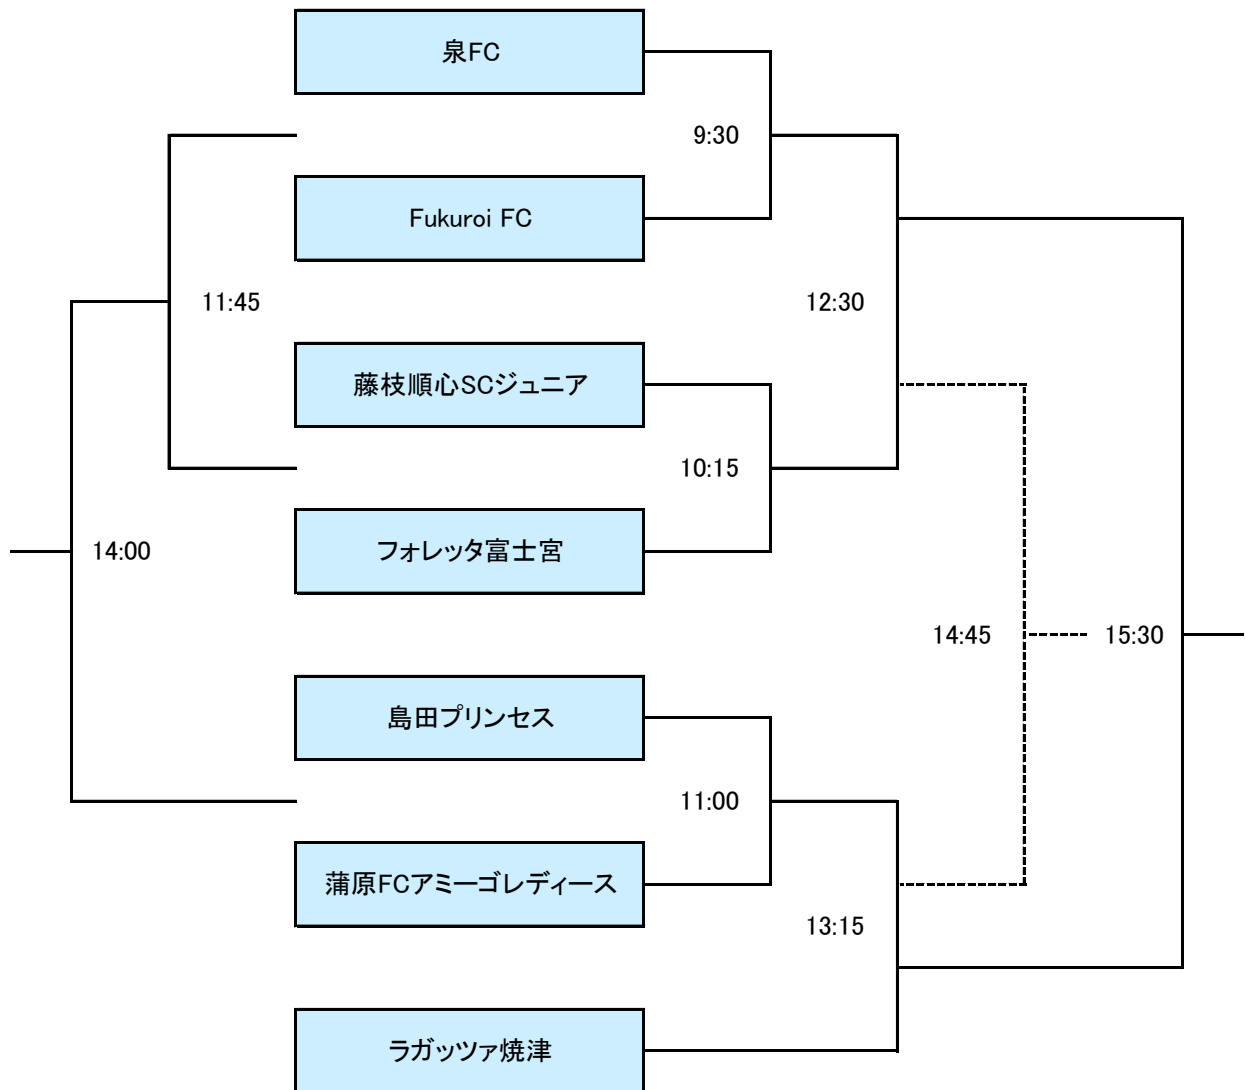 泉FC
9:30
Fukuroi FC
11:45
12:30
藤枝順心SCジュニア
10:15
フォレッタ富士宮
14:00
14:45
15:30
島田プリンセス
11:00
蒲原FCアミーゴレディース
13:15
ラガッツァ焼津